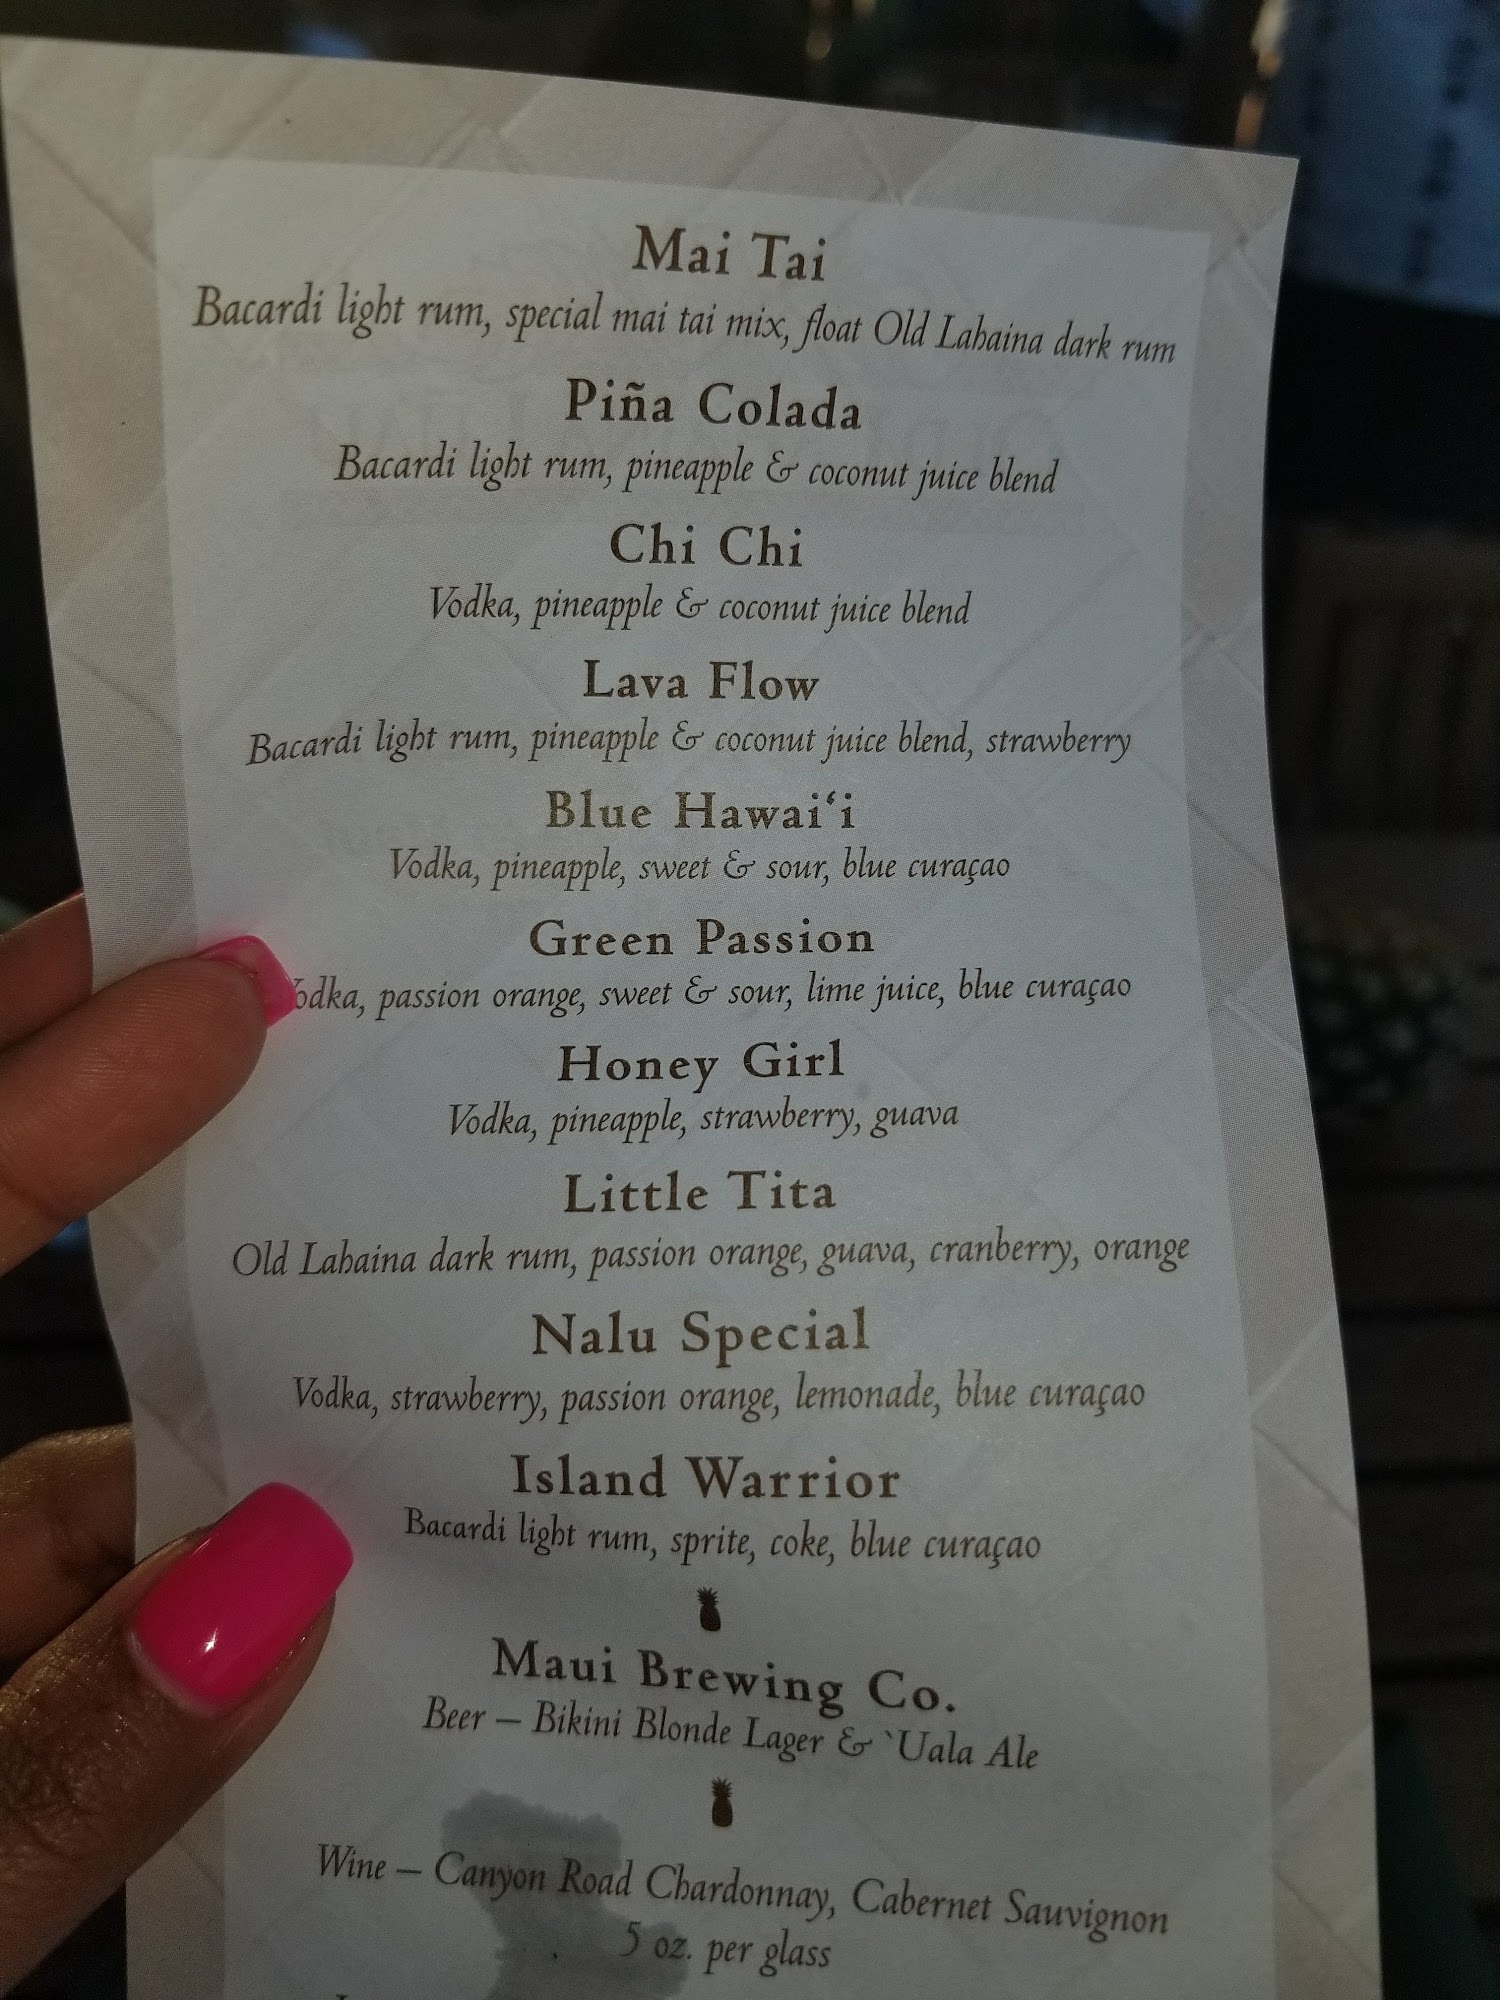 Mai Tai
Bacardi light rum, special mai tai mix, float Old Lahaina dark rum
Piña Colada
Bacardi light rum, pineapple & coconut juice blend
Chi Chi
Vodka, pineapple & coconut juice blend
Lava Flow
Bacardi light rum, pineapple & coconut juice blend, strawberry
Blue Hawai‘i
Vodka, pineapple, sweet & sour, blue curaçao
Green Passion
Vodka, passion orange, sweet & sour, lime juice, blue curaçao
Honey Girl
Vodka, pineapple, strawberry, guava
Little Tita
Old Lahaina dark rum, passion orange, guava, cranberry, orange
Nalu Special
Vodka, strawberry, passion orange, lemonade, blue curaçao
Island Warrior
Bacardi light rum, sprite, coke, blue curaçao
Maui Brewing Co.
Beer – Bikini Blonde Lager & `Uala Ale
Wine – Canyon Road Chardonnay, Cabernet Sauvignon
5 oz. per glass